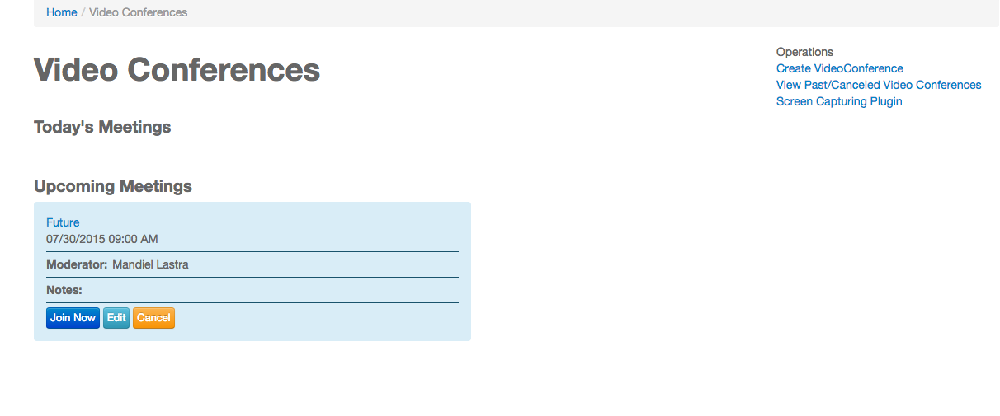 Home / Video Conferences
Video Conferences
Today's Meetings
Upcoming Meetings
Future
07/30/2015 09:00 AM
Moderator: Mandiel Lastra
Notes:
Join Now Edit Cancel
Operations
Create VideoConference
View Past/Canceled Video Conferences
Screen Capturing Plugin